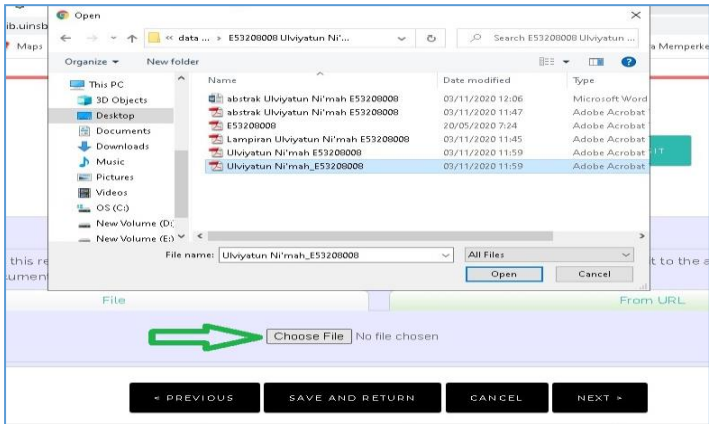 Open
ib.uinsb
« data ... > E53208008 Ulviyatun Ni'... Search E53208008 Ulviyatun ...
Maps
a Memperke
Organize New folder
Name Date modified Type
This PC
3D Objects
Desktop
Documents
Downloads
Music
Pictures
Videos
OS (C:)
New Volume (D:)
New Volume (E:)
abstrak Ulviyatun Ni'mah E53208008 03/11/2020 12:06 Microsoft Word
abstrak Ulviyatun Ni'mah E53208008 03/11/2020 11:47 Adobe Acrobat
E53208008 20/05/2020 7:24 Adobe Acrobat
Lampiran Ulviyatun Ni'mah E53208008 03/11/2020 11:45 Adobe Acrobat
Ulviyatun Ni'mah E53208008 03/11/2020 11:59 Adobe Acrobat
Ulviyatun Ni'mah_E53208008 03/11/2020 11:59 Adobe Acrobat
IT
File name: Ulviyatun Ni'mah_E53208008 All Files
Open Cancel
this re
t to the a
umen
File From URL
Choose File No file chosen
< PREVIOUS SAVE AND RETURN CANCEL NEXT >